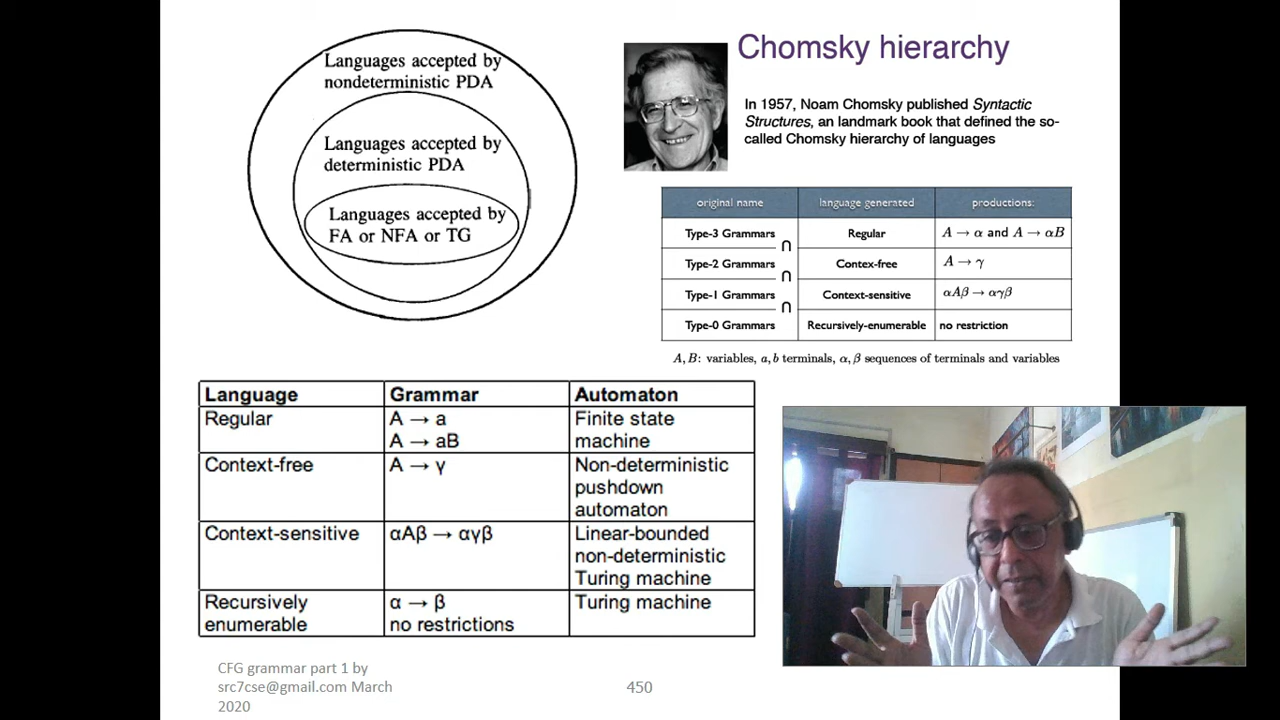 Languages accepted by
nondeterministic PDA
Languages accepted by
deterministic PDA
Languages accepted by
FA or NFA or TG
Chomsky hierarchy
In 1957, Noam Chomsky published Syntactic
Structures, an landmark book that defined the so-
called Chomsky hierarchy of languages
original name language generated productions:
Type-3 Grammars Regular A → α and A → αB
∩
Type-2 Grammars Contex-free A → γ
∩
Type-1 Grammars Context-sensitive αAβ → αγβ
∩
Type-0 Grammars Recursively-enumerable no restriction
A, B: variables, a, b terminals, α, β sequences of terminals and variables
Language Grammar Automaton
Regular A → a Finite state
A → aB machine
Context-free A → γ Non-deterministic
pushdown
automaton
Context-sensitive αAβ → αγβ Linear-bounded
non-deterministic
Turing machine
Recursively α → β Turing machine
enumerable no restrictions
CFG grammar part 1 by
src7cse@gmail.com March
2020
450